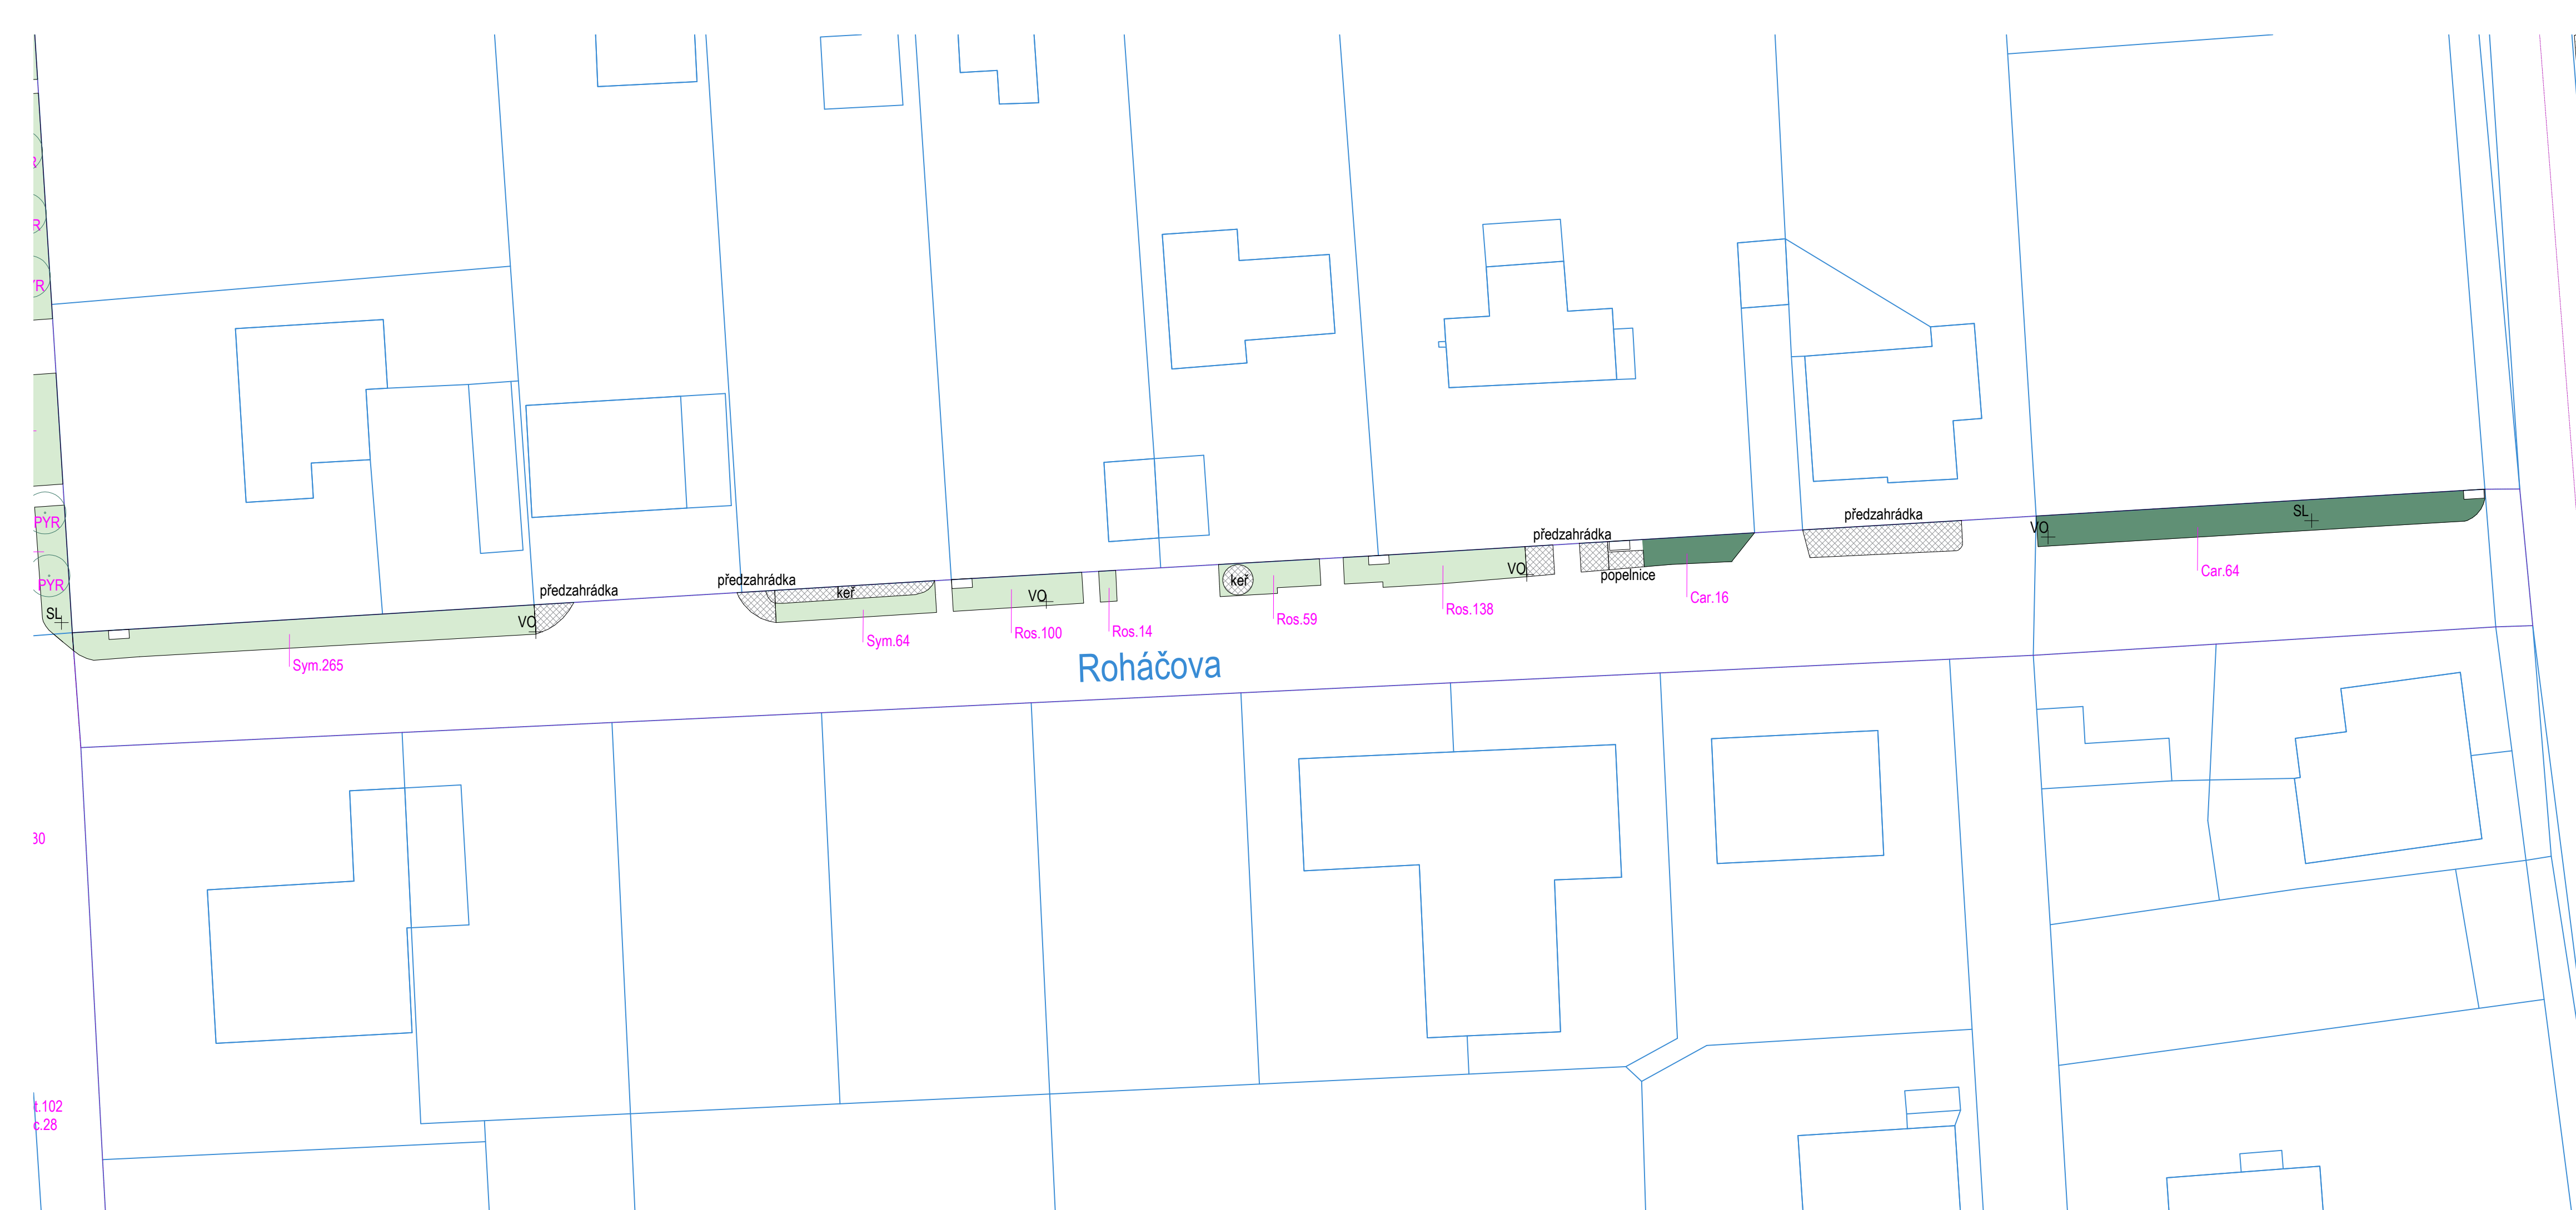 PYR
PYR
SL
předzahrádka
VO
Sym.265
předzahrádka
keř
Sym.64
VO
Ros.100
Ros.14
Roháčova
keř
Ros.59
Ros.138
VO
předzahrádka
popelnice
Car.16
předzahrádka
VO
SL
Car.64
30
t.102
c.28